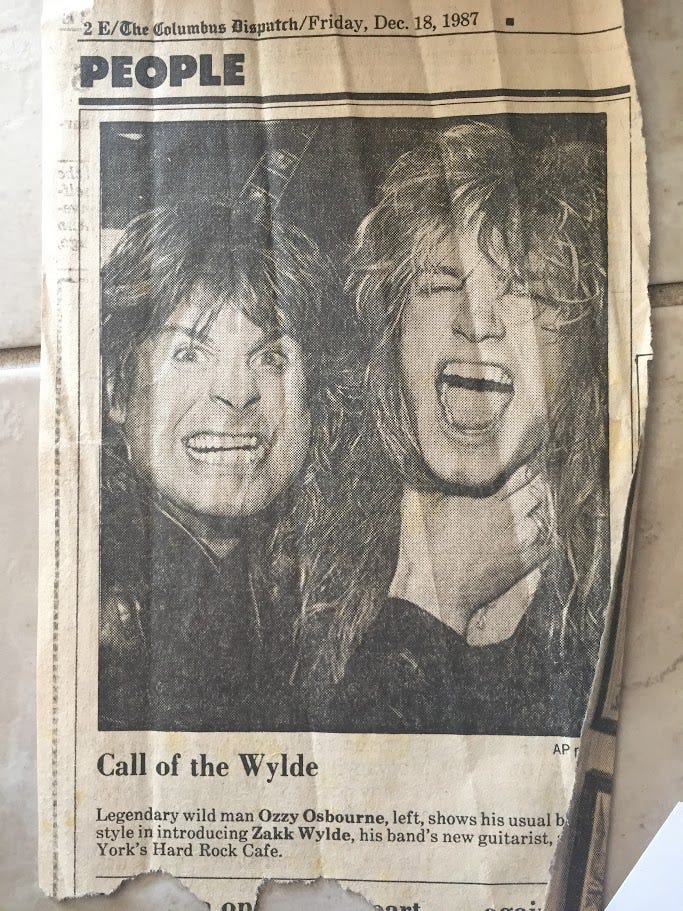 2 E/The Columbus Dispatch/Friday, Dec. 18, 1987
PEOPLE
AP
Call of the Wylde
Legendary wild man Ozzy Osbourne, left, shows his usual
style in introducing Zakk Wylde, his band's new guitarist,
York's Hard Rock Cafe.